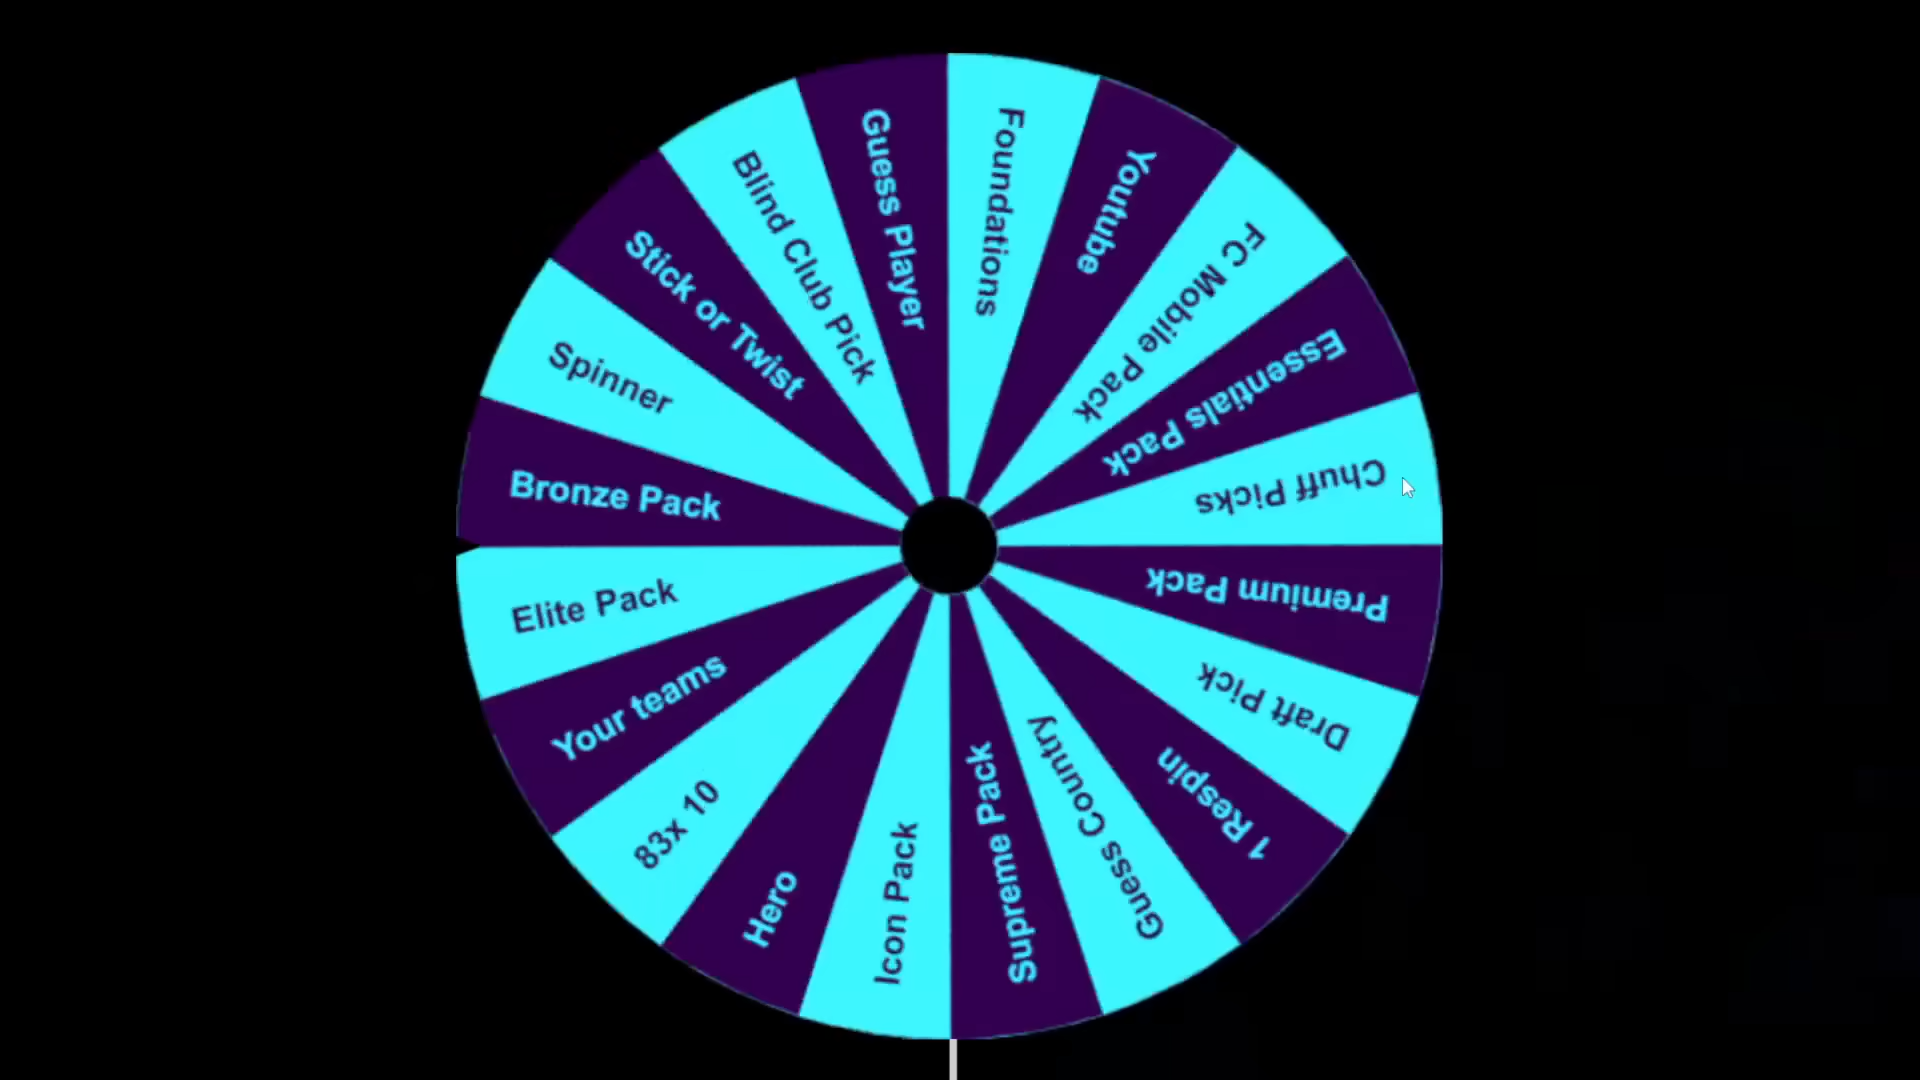 Foundations
Youtube
FC Mobile Pack
Essentials Pack
Chuff Picks
Premium Pack
Draft Pick
1 Respin
Guess Country
Supreme Pack
Icon Pack
Hero
83x 10
Your teams
Elite Pack
Bronze Pack
Spinner
Stick or Twist
Blind Club Pick
Guess Player